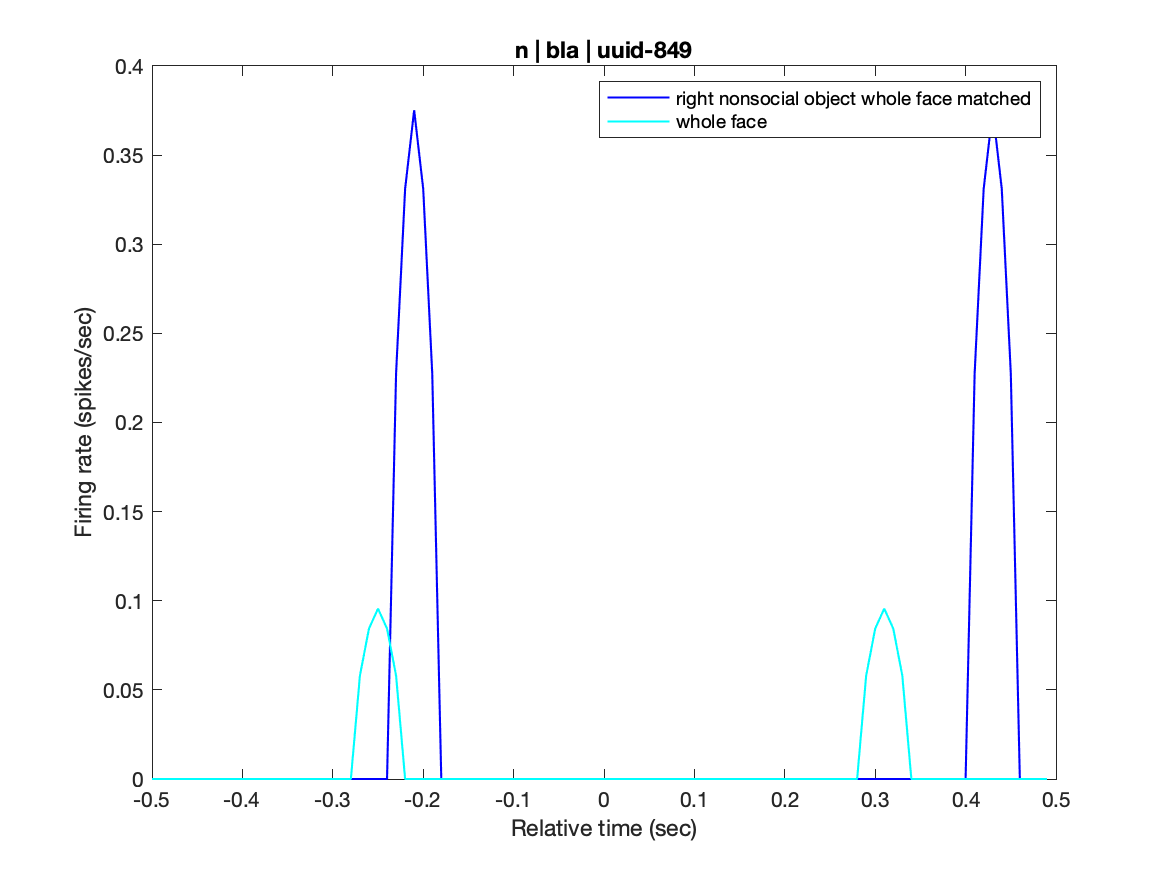 n | bla | uuid-849
right nonsocial object whole face matched
whole face
Firing rate (spikes/sec)
0.4
0.35
0.3
0.25
0.2
0.15
0.1
0.05
0
-0.5 -0.4 -0.3 -0.2 -0.1 0 0.1 0.2 0.3 0.4 0.5
Relative time (sec)